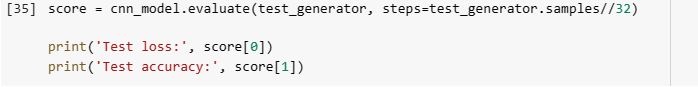 [35] score = cnn_model.evaluate(test_generator, steps=test_generator.samples//32)
print('Test loss:', score[0])
print('Test accuracy:', score[1])